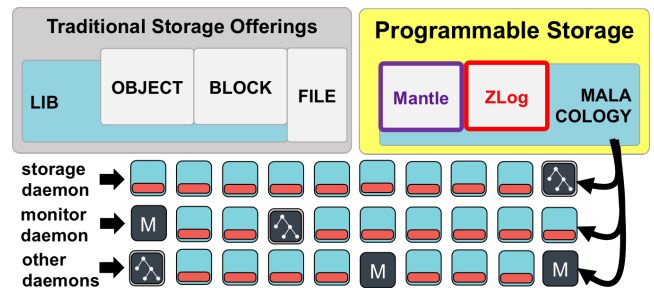 Traditional Storage Offerings
LIB
OBJECT
BLOCK
FILE
Programmable Storage
Mantle
ZLog
MALA
COLOGY
storage
daemon
monitor
daemon
M
other
daemons
M
M